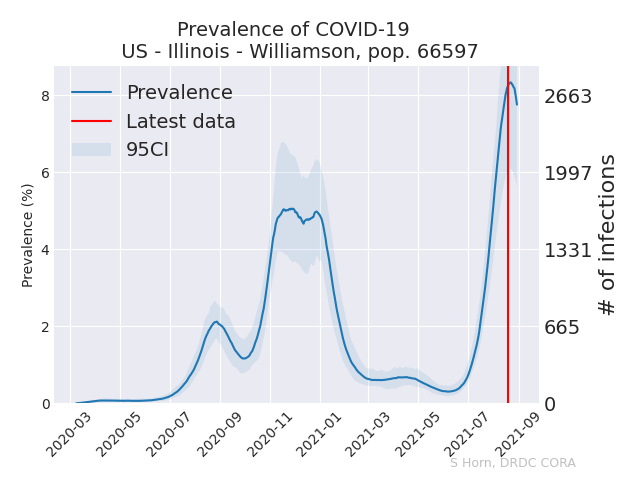 Prevalence of COVID-19
US - Illinois - Williamson, pop. 66597
Prevalence
Latest data
95CI
Prevalence (%)
8
6
4
2
0
2663
1997
1331
665
0
# of infections
2020-03
2020-05
2020-07
2020-09
2020-11
2021-01
2021-03
2021-05
2021-07
2021-09
S Horn, DRDC CORA